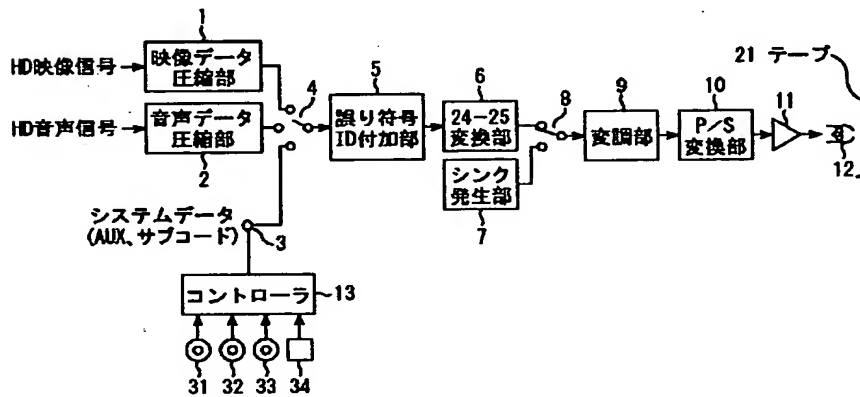 1
HD映像信号
映像データ
圧縮部
HD音声信号
音声データ
圧縮部
2
4
5
誤り符号
ID付加部
6
24-25
変換部
シンク
発生部
7
8
9
変調部
10
P/S
変換部
11
12
21 テープ
システムデータ
(AUX、サブコード)
3
コントローラ
13
31 32 33 34